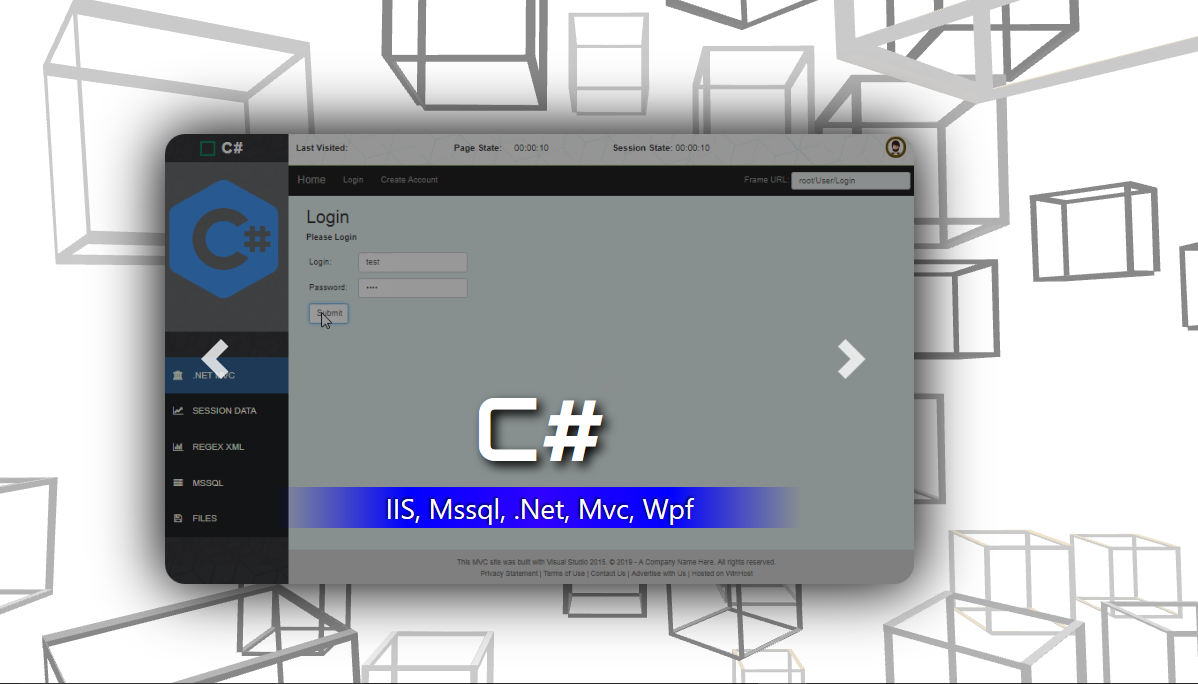 C#
Last Visited: Page State: 00:00:10 Session State: 00:00:10
Home Login Create Account Frame URL: root/User/Login
C#
Login
Please Login
Login: test
Password: ••••
Submit
.NET MVC
SESSION DATA
REGEX XML
MSSQL
FILES
C#
IIS, Mssql, .Net, Mvc, Wpf
This MVC site was built with Visual Studio 2015. © 2019 - A Company Name Here. All rights reserved.
Privacy Statement | Terms of Use | Contact Us | Advertise with Us | Hosted on WinHost